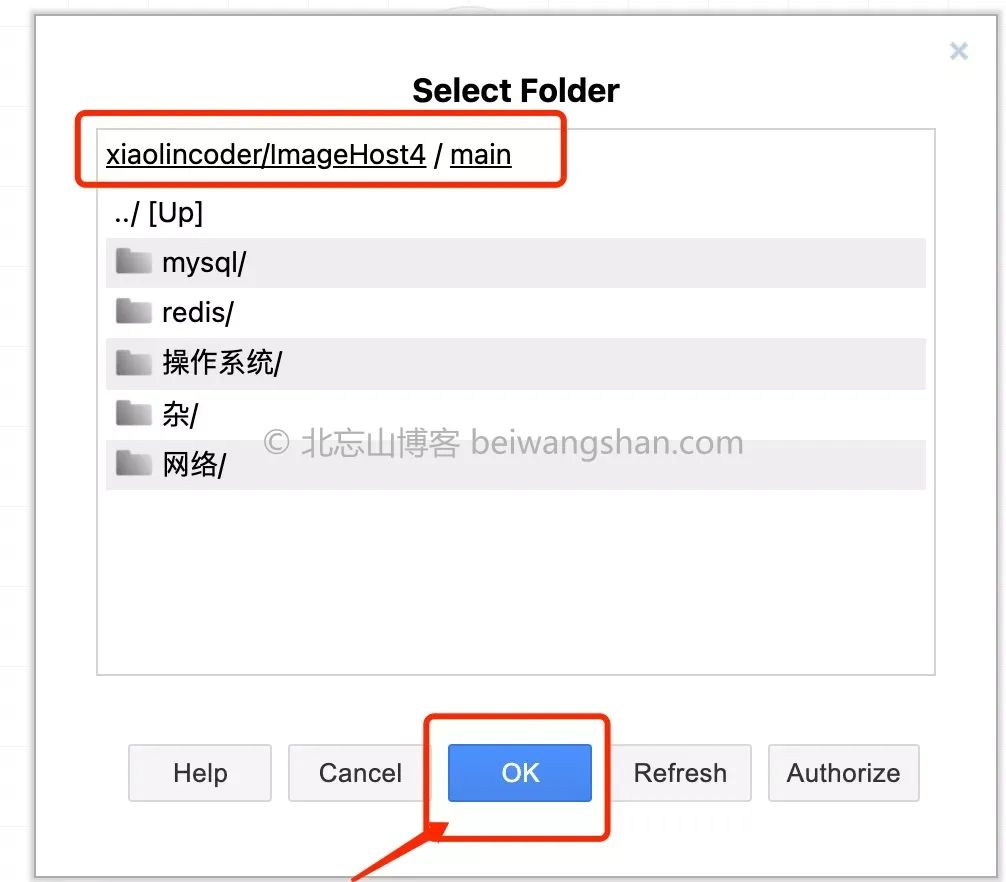 Select Folder
xiaolincoder/ImageHost4 / main
../ [Up]
mysql/
redis/
操作系统/
杂/
© 北忘山博客 beiwangshan.com
网络/
Help Cancel OK Refresh Authorize